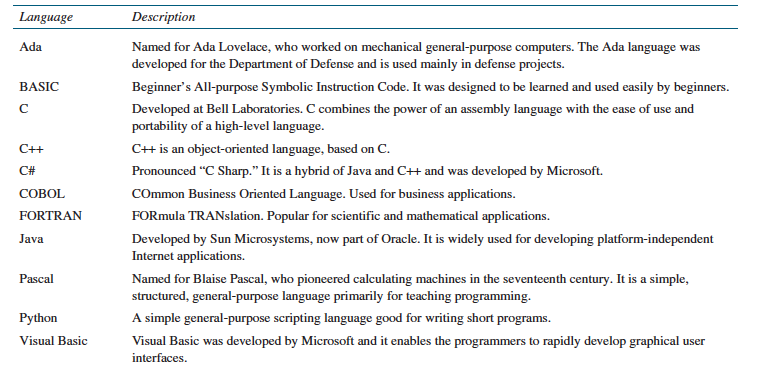 Language Description
Ada Named for Ada Lovelace, who worked on mechanical general-purpose computers. The Ada language was
developed for the Department of Defense and is used mainly in defense projects.
BASIC Beginner’s All-purpose Symbolic Instruction Code. It was designed to be learned and used easily by beginners.
C Developed at Bell Laboratories. C combines the power of an assembly language with the ease of use and
portability of a high-level language.
C++ C++ is an object-oriented language, based on C.
C# Pronounced “C Sharp.” It is a hybrid of Java and C++ and was developed by Microsoft.
COBOL COmmon Business Oriented Language. Used for business applications.
FORTRAN FORmula TRANslation. Popular for scientific and mathematical applications.
Java Developed by Sun Microsystems, now part of Oracle. It is widely used for developing platform-independent
Internet applications.
Pascal Named for Blaise Pascal, who pioneered calculating machines in the seventeenth century. It is a simple,
structured, general-purpose language primarily for teaching programming.
Python A simple general-purpose scripting language good for writing short programs.
Visual Basic Visual Basic was developed by Microsoft and it enables the programmers to rapidly develop graphical user
interfaces.